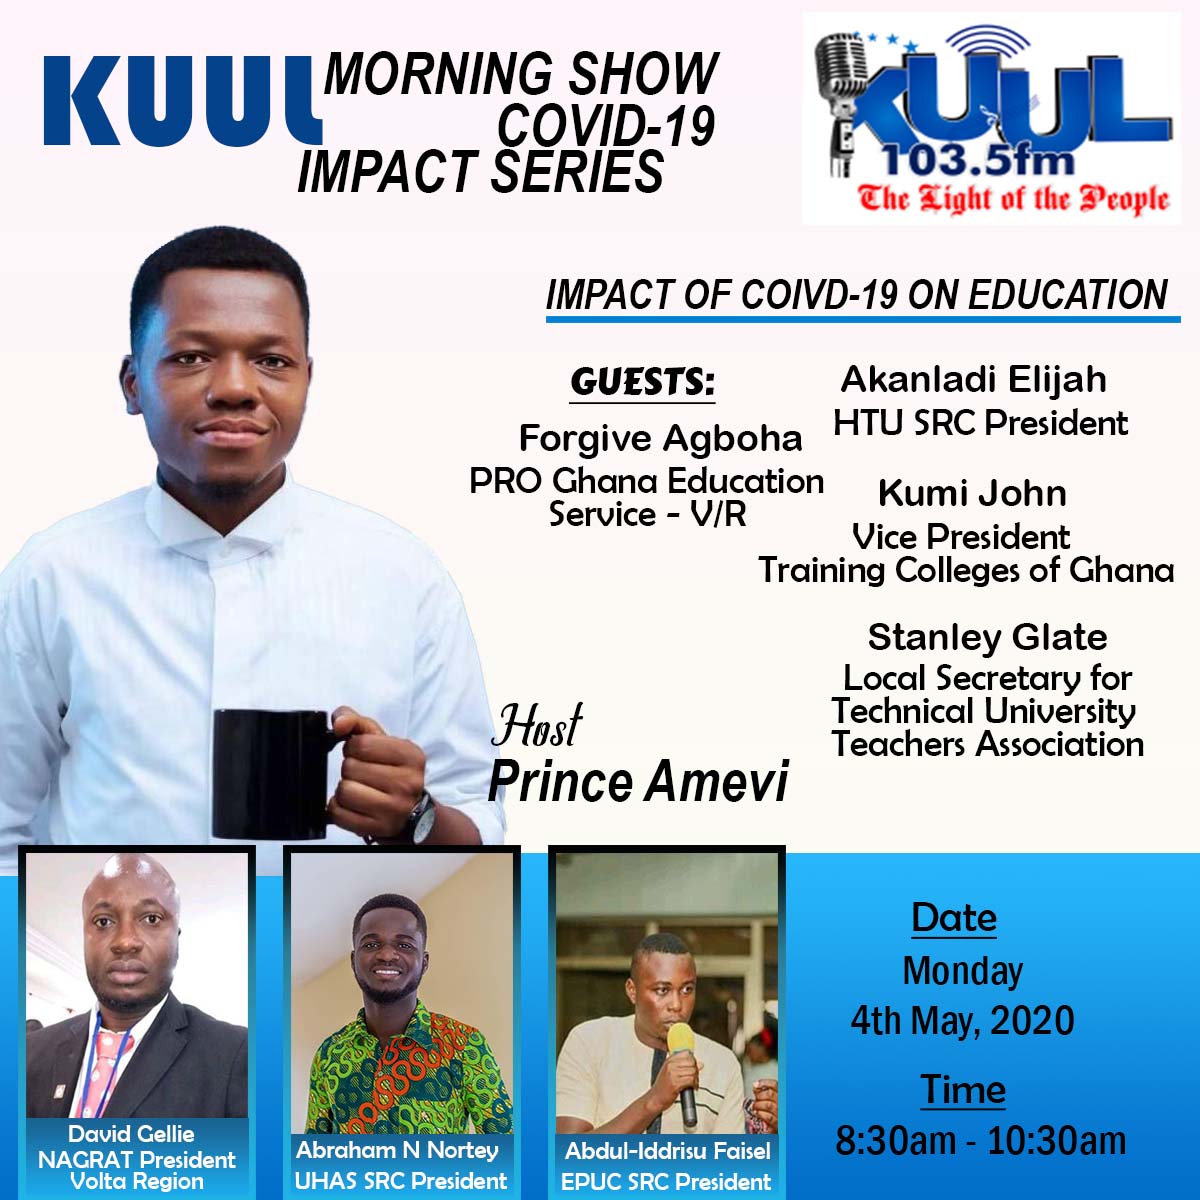 KUUL MORNING SHOW
COVID-19
IMPACT SERIES
KUUL
103.5fm
The Light of the People
IMPACT OF COIVD-19 ON EDUCATION
GUESTS:
Forgive Agboha
PRO Ghana Education
Service - V/R
Akanladi Elijah
HTU SRC President
Kumi John
Vice President
Training Colleges of Ghana
Stanley Glate
Local Secretary for
Technical University
Teachers Association
Host
Prince Amevi
David Gellie
NAGRAT President
Volta Region
Abraham N Nortey
UHAS SRC President
Abdul-Iddrisu Faisel
EPUC SRC President
Date
Monday
4th May, 2020
Time
8:30am - 10:30am